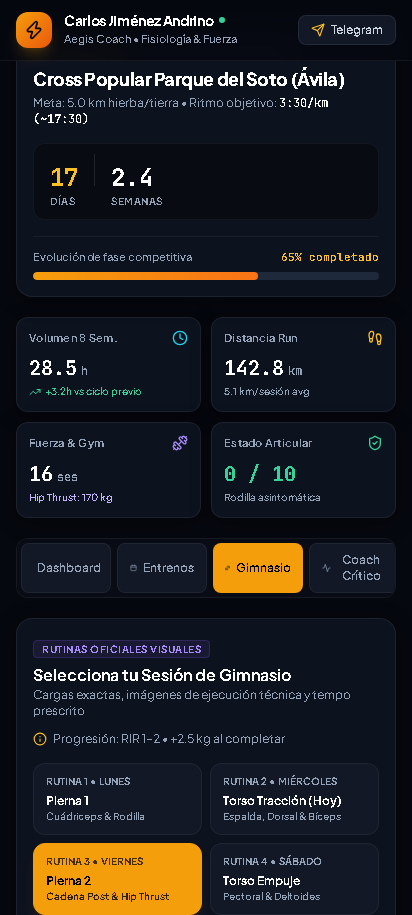 Carlos Jiménez Andrino
Aegis Coach • Fisiología & Fuerza
Telegram
Cross Popular Parque del Soto (Ávila)
Meta: 5.0 km hierba/tierra • Ritmo objetivo: 3:30/km
(~17:30)
17
DÍAS
2.4
SEMANAS
Evolución de fase competitiva
65% completado
Volumen 8 Sem.
28.5 h
+3.2h vs ciclo previo
Distancia Run
142.8 km
5.1 km/sesión avg
Fuerza & Gym
16 ses
Hip Thrust: 170 kg
Estado Articular
0 / 10
Rodilla asintomática
Dashboard
Entrenos
Gimnasio
Coach
Crítico
RUTINAS OFICIALES VISUALES
Selecciona tu Sesión de Gimnasio
Cargas exactas, imágenes de ejecución técnica y tempo
prescrito
Progresión: RIR 1-2 • +2.5 kg al completar
RUTINA 1 • LUNES
Pierna 1
Cuádriceps & Rodilla
RUTINA 2 • MIÉRCOLES
Torso Tracción (Hoy)
Espalda, Dorsal & Bíceps
RUTINA 3 • VIERNES
Pierna 2
Cadena Post & Hip Thrust
RUTINA 4 • SÁBADO
Torso Empuje
Pectoral & Deltoides